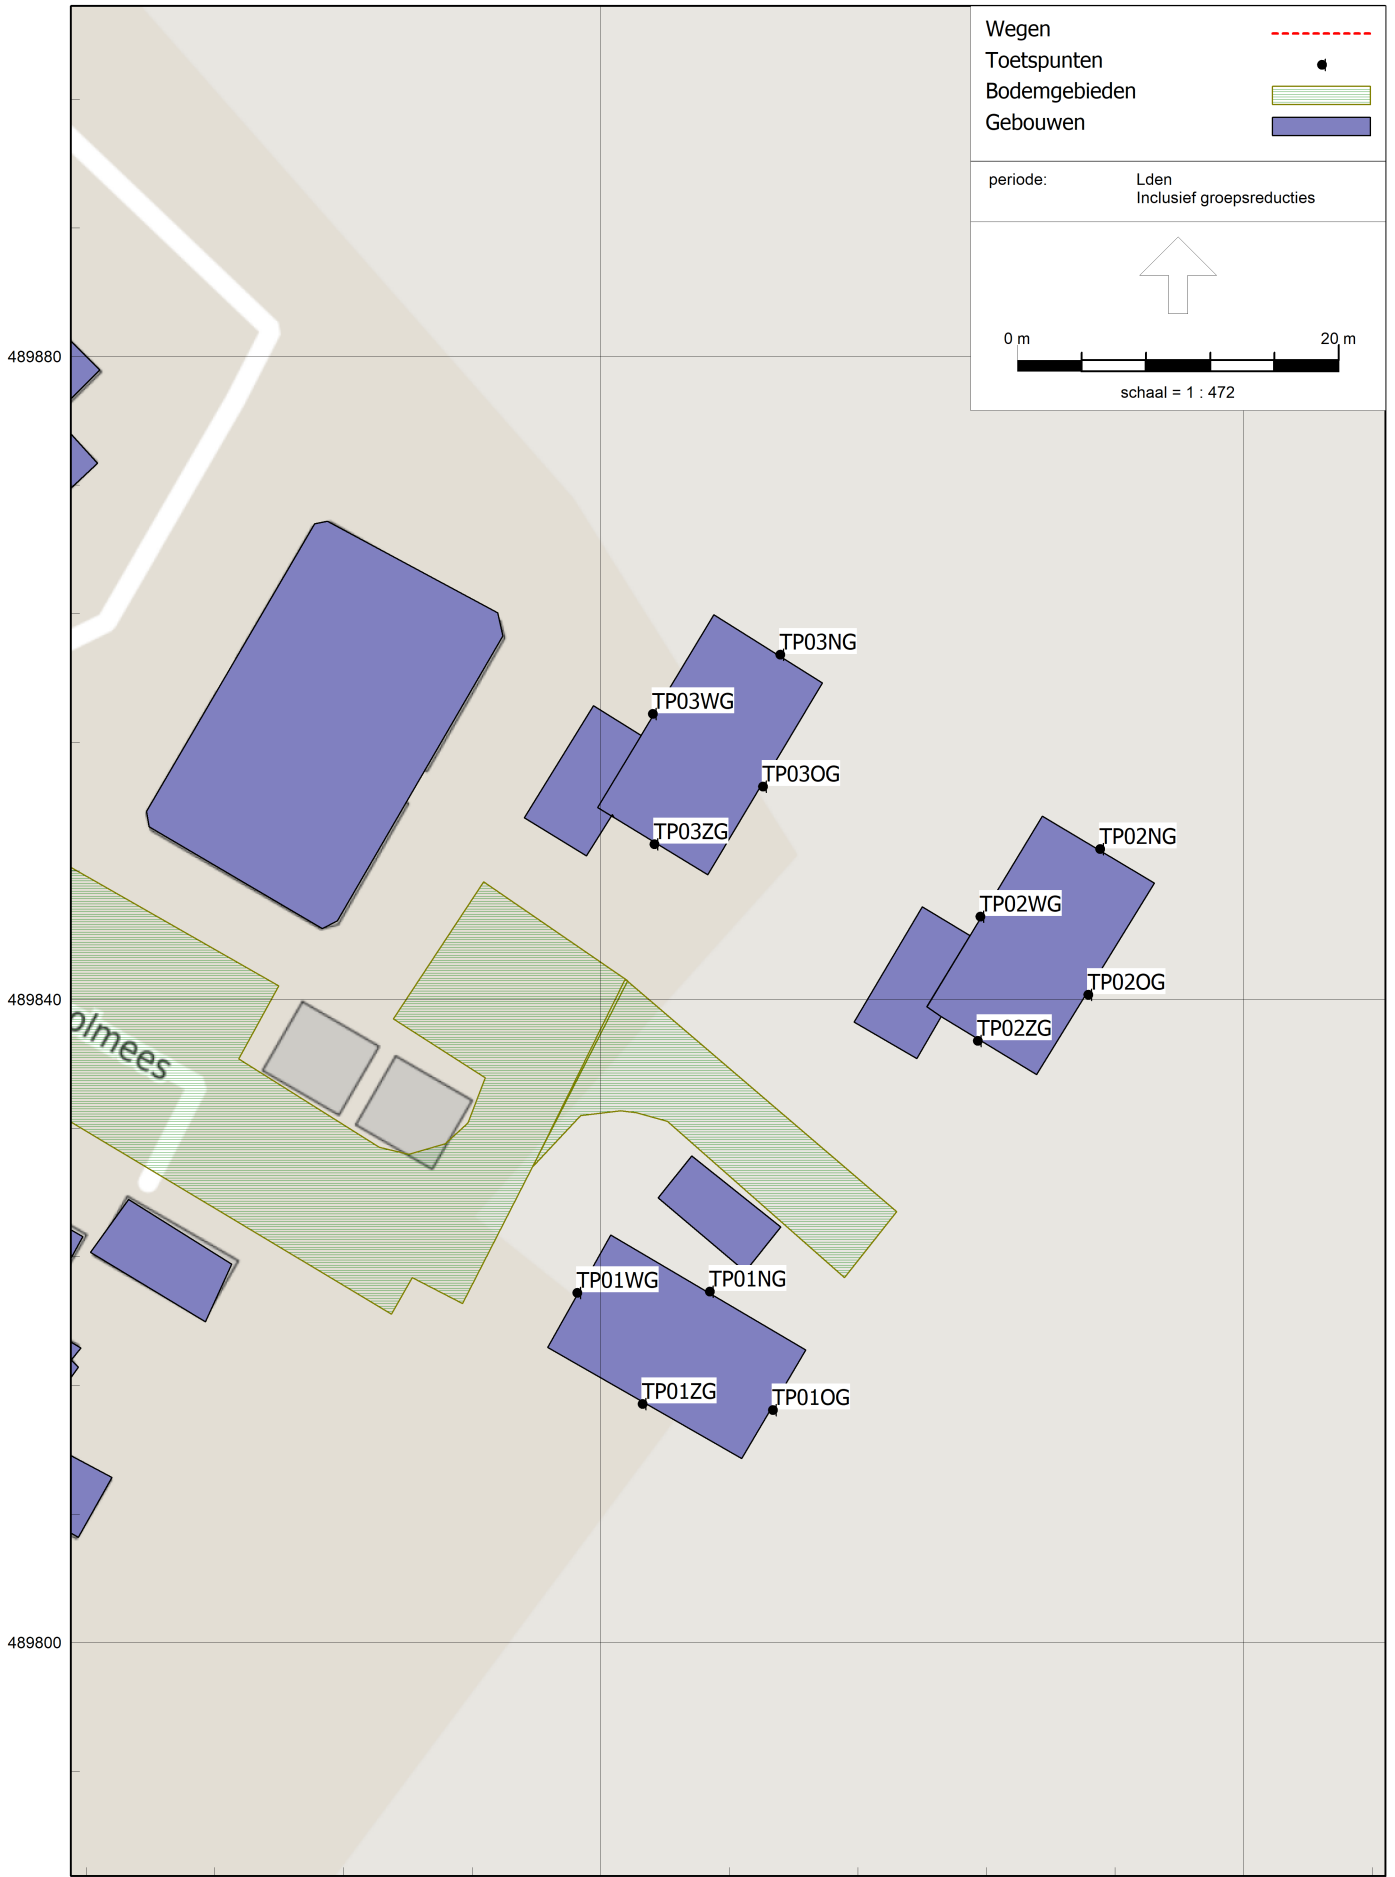 Wegen
Toetspunten
Bodemgebieden
Gebouwen
periode: Lden
Inclusief groepsreducties
0 m 20 m
schaal = 1 : 472
489880
TP03NG
TP03WG
TP03OG
TP03ZG
TP02NG
TP02WG
TP02OG
TP02ZG
489840
olmees
TP01WG
TP01NG
TP01ZG
TP01OG
489800